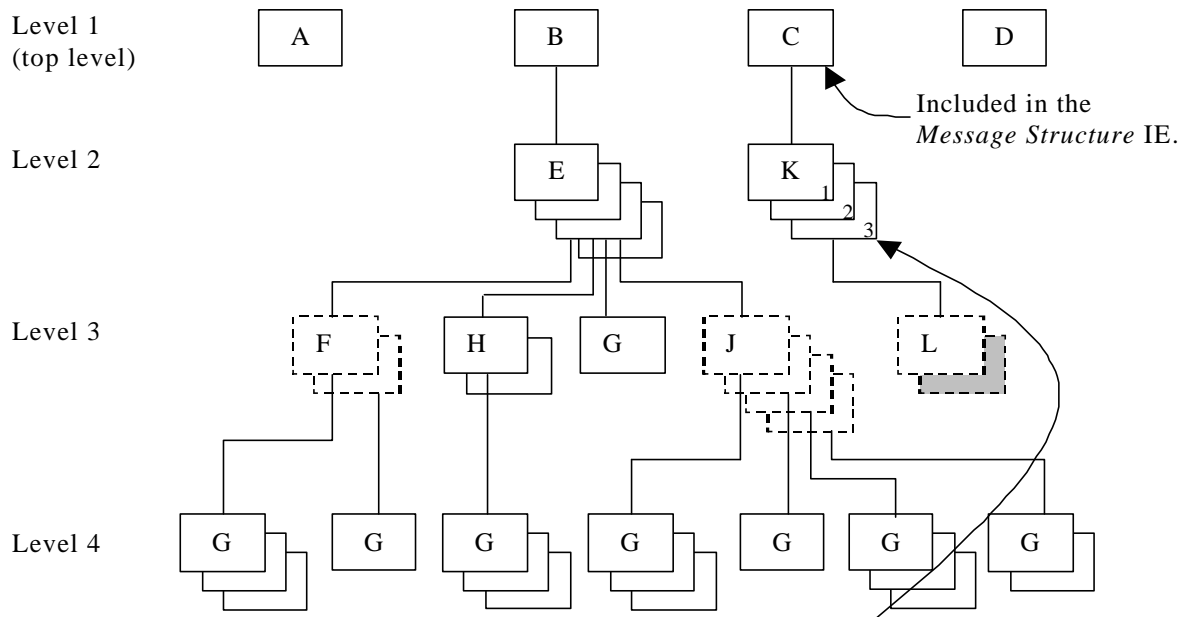 Level 1
(top level)
A
B
C
D
Included in the
Message Structure IE.
Level 2
E
K
1
2
3
Level 3
F
H
G
J
L
Level 4
G
G
G
G
G
G
G